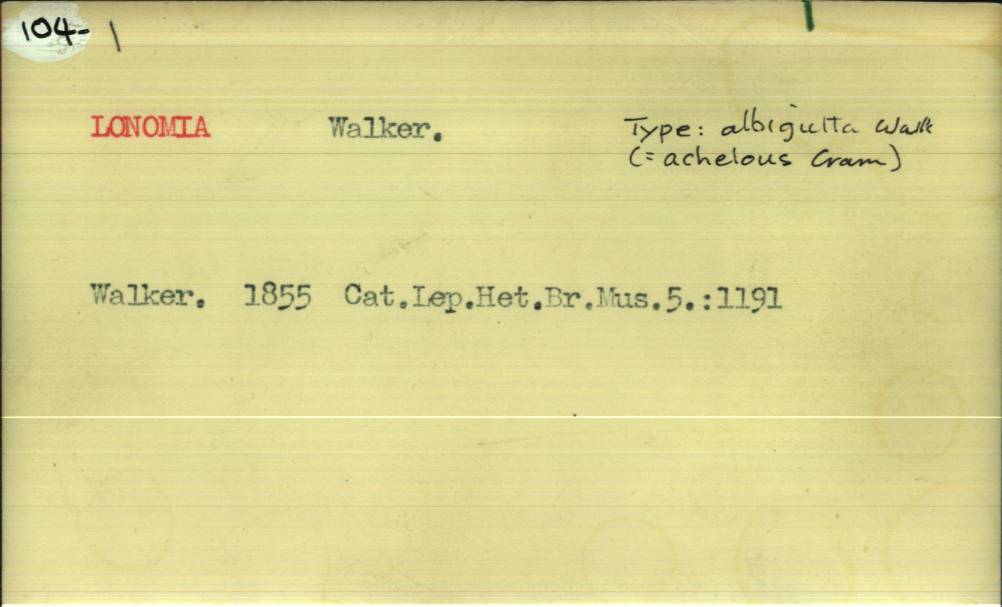 104- 1
LONOMIA Walker. Type: albigutta Walk
(= achelous Cram)
Walker. 1855 Cat.Lep.Het.Br.Mus.5.:1191